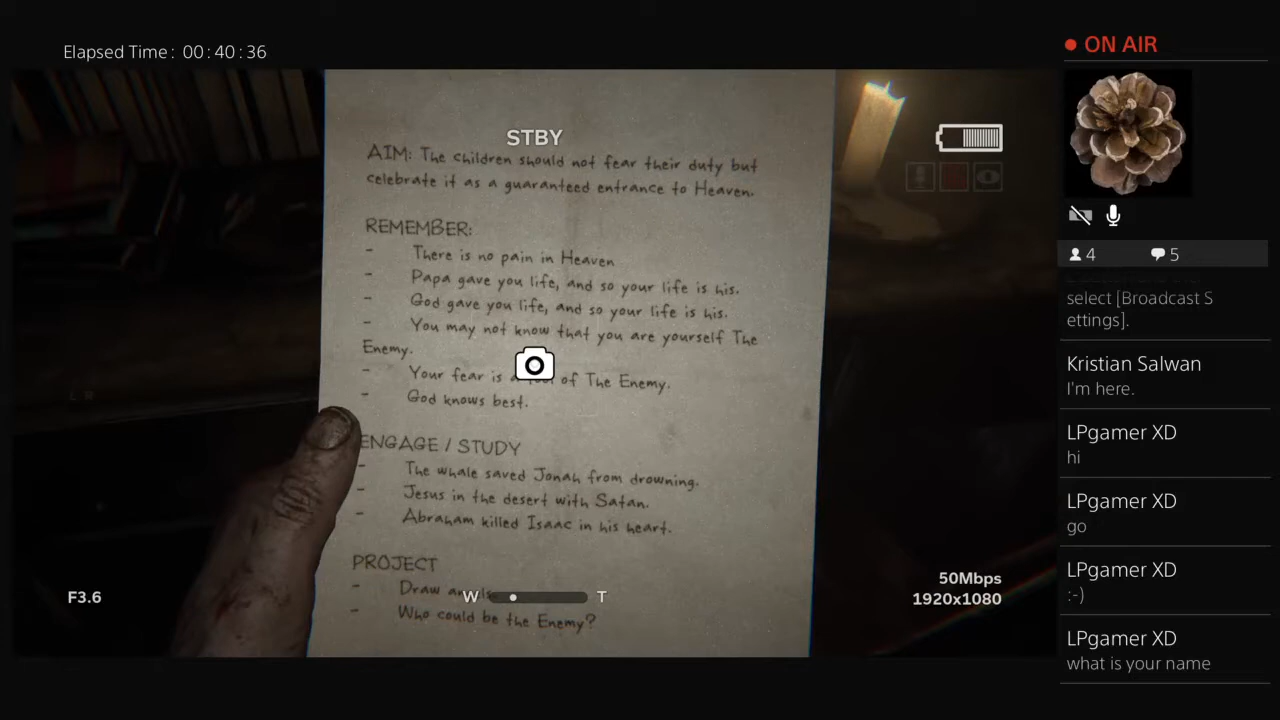 Elapsed Time: 00:40:36
ON AIR
STBY
AIM: The children should not fear their duty but
celebrate it as a guaranteed entrance to Heaven.
REMEMBER:
- There is no pain in Heaven
- Papa gave you life, and so your life is his.
- God gave you life, and so your life is his.
- You may not know that you are yourself The
Enemy.
- Your fear is a of The Enemy.
- God knows best.
ENGAGE / STUDY
- The whale saved Jonah from drowning.
- Jesus in the desert with Satan.
- Abraham killed Isaac in his heart.
PROJECT
- Draw
- Who could be the Enemy?
W T
F3.6
50Mbps
1920x1080
4 5
select [Broadcast S
ettings].
Kristian Salwan
I'm here.
LPgamer XD
hi
LPgamer XD
go
LPgamer XD
:-)
LPgamer XD
what is your name